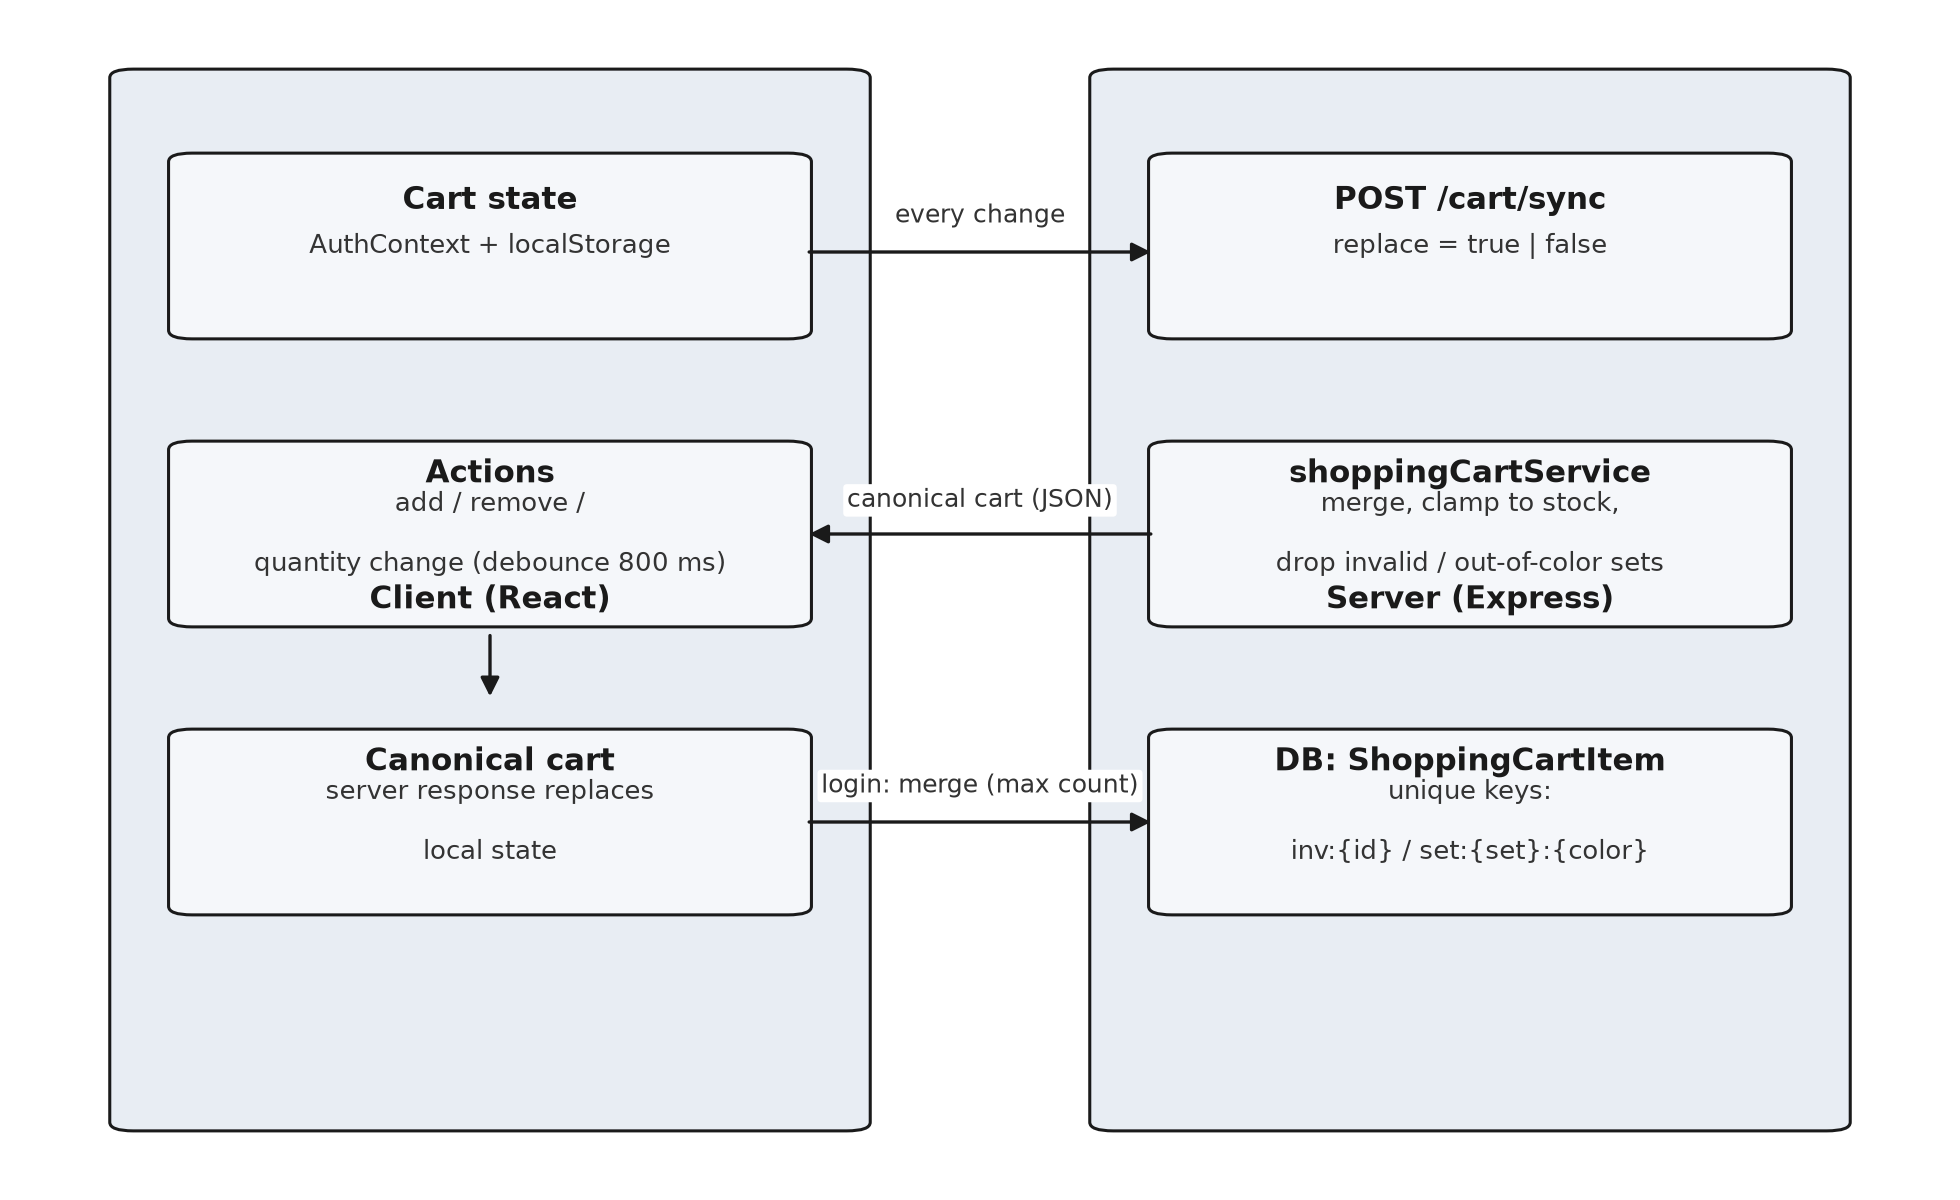 Cart state
AuthContext + localStorage
every change
POST /cart/sync
replace = true | false
Actions
add / remove /
quantity change (debounce 800 ms)
Client (React)
canonical cart (JSON)
shoppingCartService
merge, clamp to stock,
drop invalid / out-of-color sets
Server (Express)
Canonical cart
server response replaces
local state
login: merge (max count)
DB: ShoppingCartItem
unique keys:
inv:{id} / set:{set}:{color}